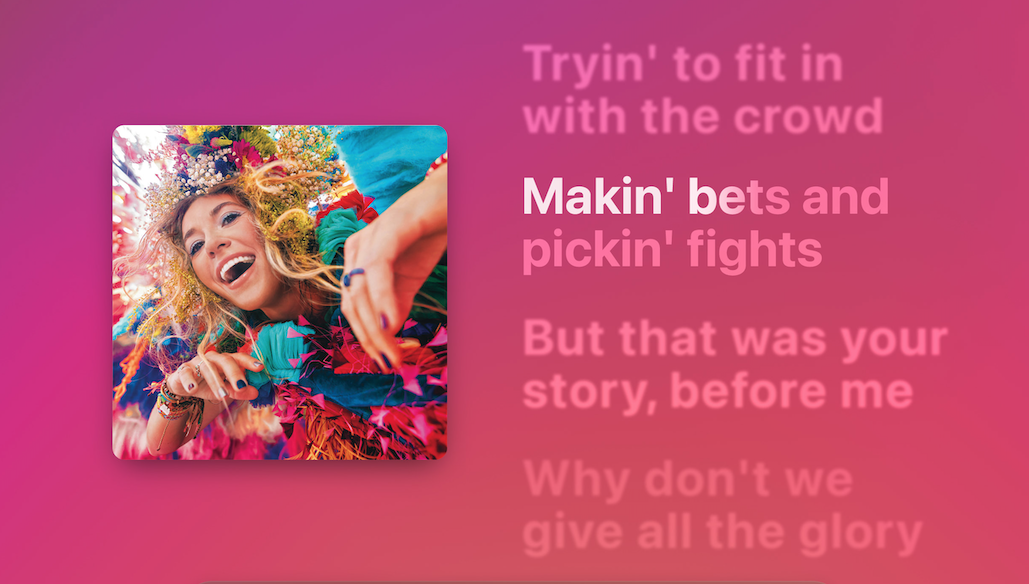 Tryin' to fit in
with the crowd
Makin' bets and
pickin' fights
But that was your
story, before me
Why don't we
give all the glory